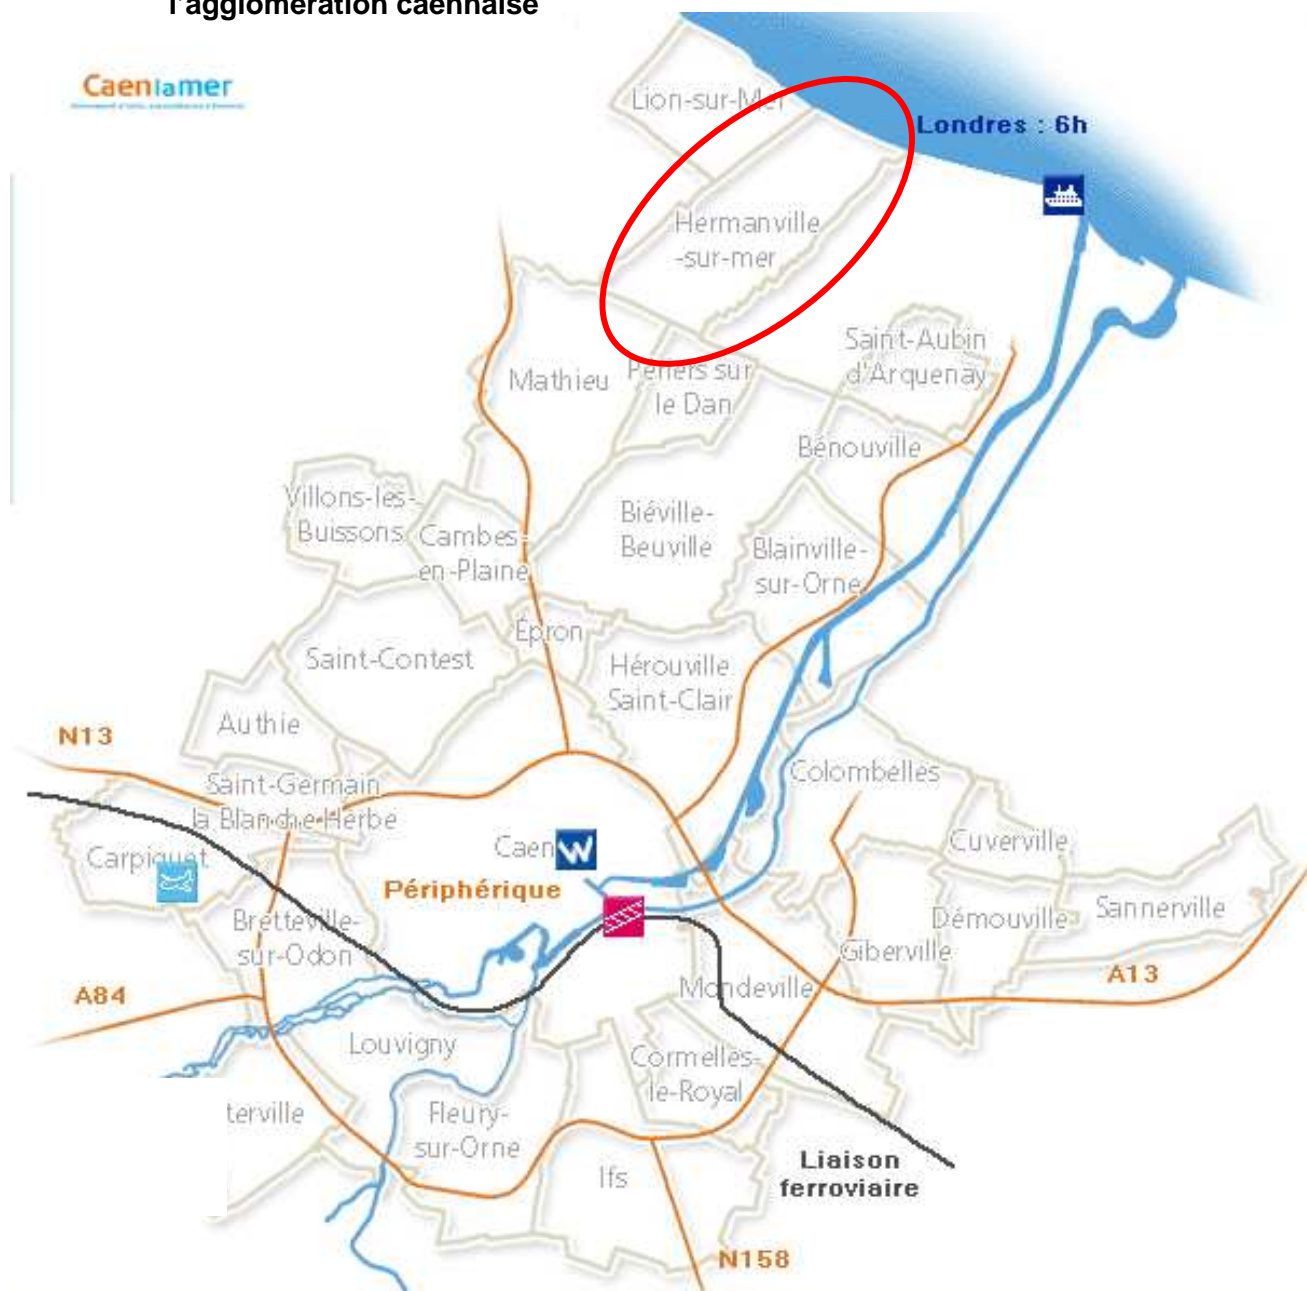 l'agglomération caennaise
Caenlamer
Lion-sur-Mer
Londres : 6h
Hermanville
-sur-mer
Saint-Aubin
d'Arquenay
Mathieu
Périers sur
le Dan
Bénouville
Villons-les-
Buissons
Cambes-
en-Plaine
Biéville-
Beuville
Blainville-
sur-Orne
Épron
Saint-Contest
Hérouville
Saint-Clair
Authie
N13
Saint-Germain
la Blanche-Herbe
Colombelles
Carpiquet
Caen
W
Cuverville
Périphérique
Bretteville-
sur-Odon
Démouville
Sannerville
Giberville
A84
Mondeville
A13
Louvigny
Cormelles-
le-Royal
terville
Fleury-
sur-Orne
Ifs
Liaison
ferroviaire
N158